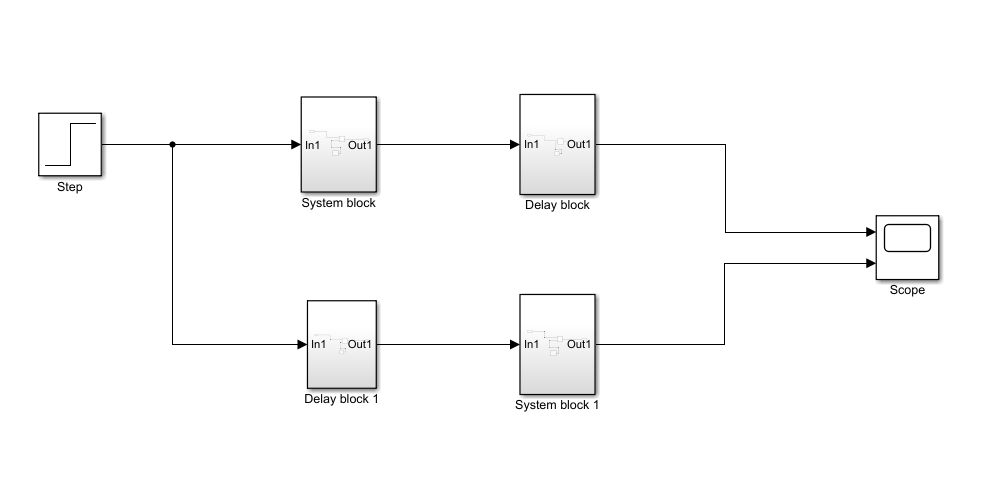 In1 Out1
In1 Out1
Step
System block
Delay block
Scope
In1 Out1
In1 Out1
Delay block 1
System block 1